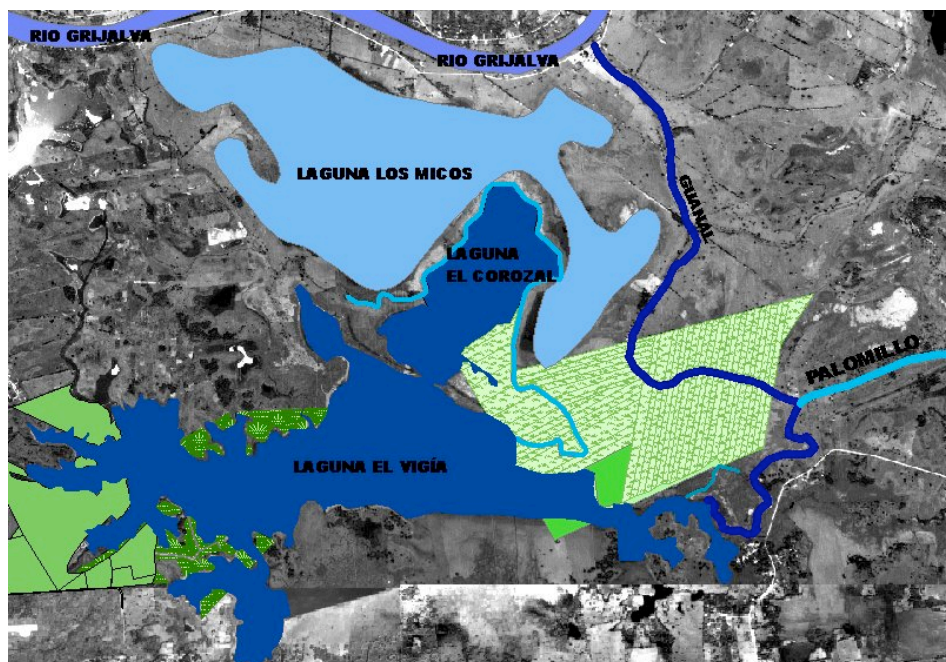 RIO GRIJALVA
RIO GRIJALVA
LAGUNA LOS MICOS
GUANAL
LAGUNA
EL COROZAL
PALOMILLO
LAGUNA EL VIGÍA